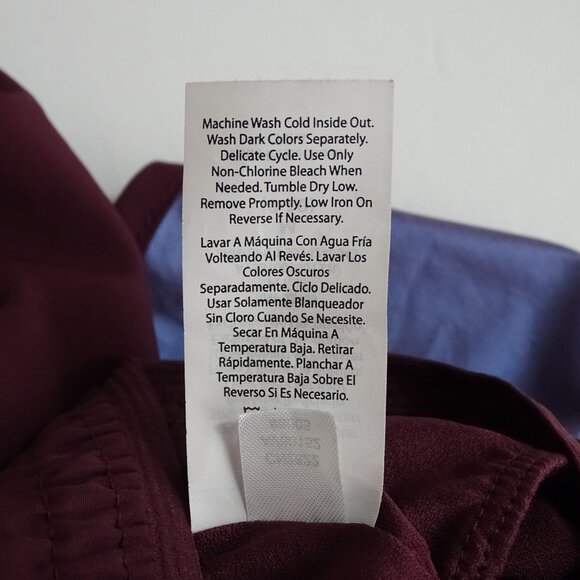 Machine Wash Cold Inside Out.
Wash Dark Colors Separately.
Delicate Cycle. Use Only
Non-Chlorine Bleach When
Needed. Tumble Dry Low.
Remove Promptly. Low Iron On
Reverse If Necessary.
Lavar A Máquina Con Agua Fría
Volteando Al Revés. Lavar Los
Colores Oscuros
Separadamente. Ciclo Delicado.
Usar Solamente Blanqueador
Sin Cloro Cuando Se Necesite.
Secar En Máquina A
Temperatura Baja. Retirar
Rápidamente. Planchar A
Temperatura Baja Sobre El
Reverso Si Es Necesario.